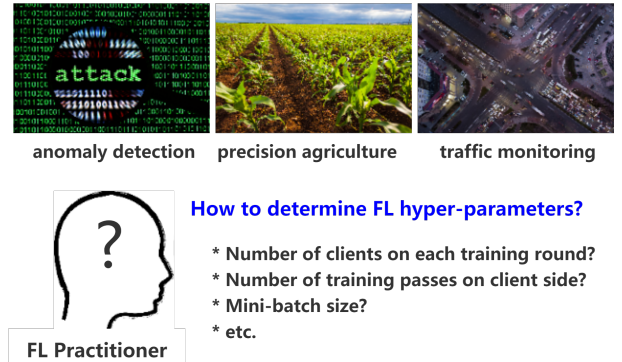 attack
anomaly detection
precision agriculture
traffic monitoring
How to determine FL hyper-parameters?
?
* Number of clients on each training round?
* Number of training passes on client side?
* Mini-batch size?
* etc.
FL Practitioner